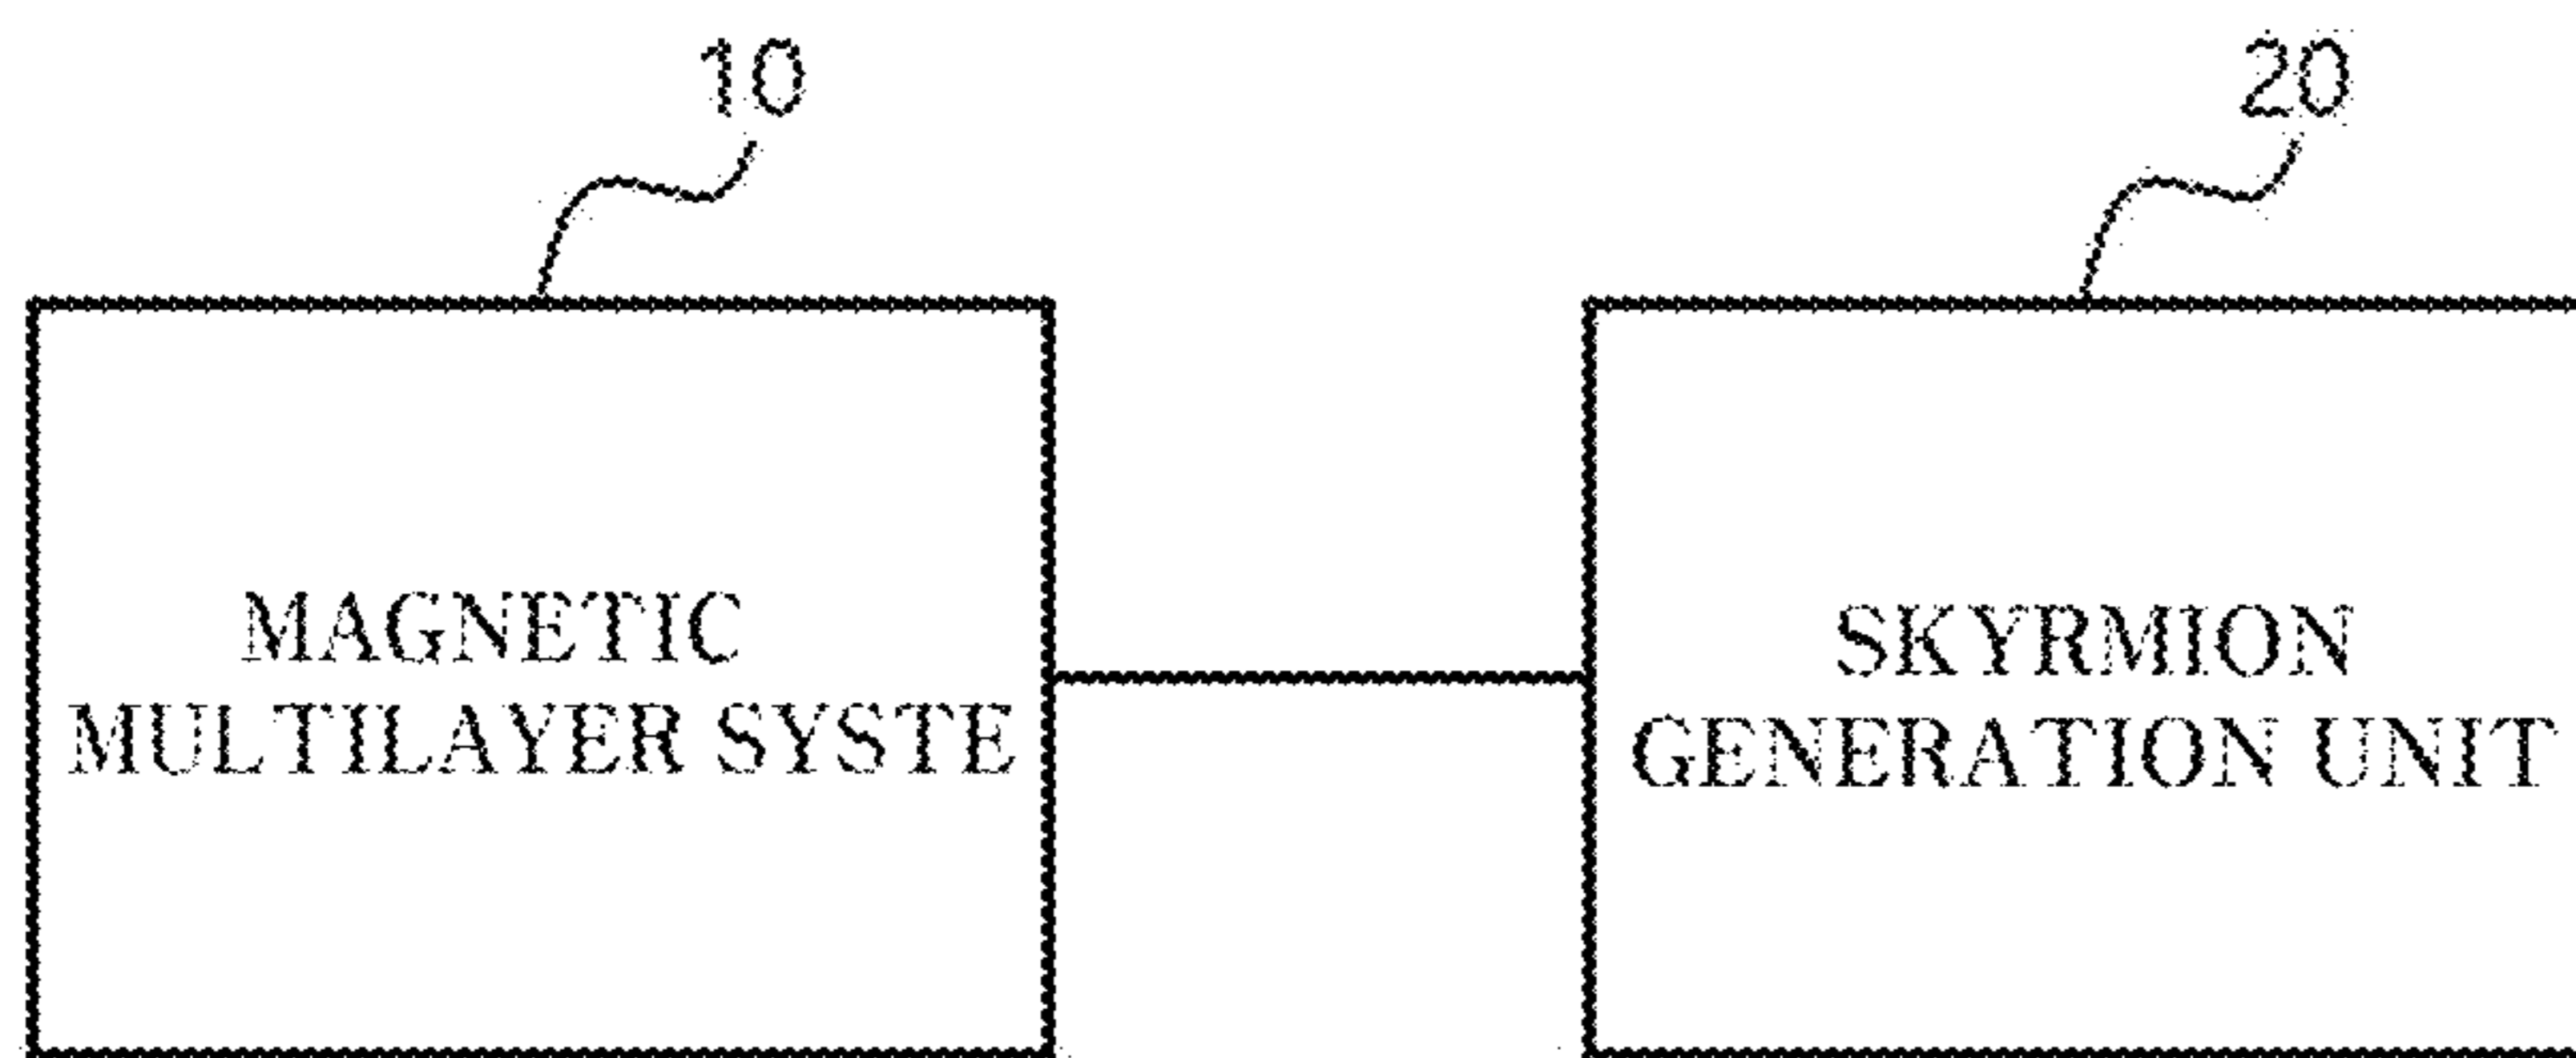 10
20
MAGNETIC
MULTILAYER SYSTE
SKYRMION
GENERATION UNIT